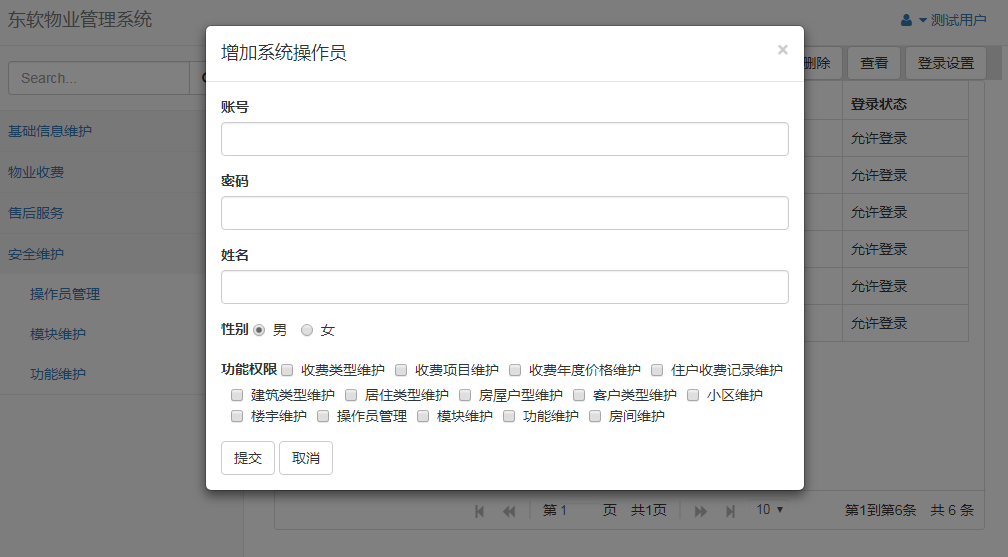 东软物业管理系统
测试用户
增加系统操作员 ×
删除 查看 登录设置
Search...
账号
登录状态
基础信息维护
允许登录
物业收费
允许登录
密码
售后服务
允许登录
姓名
安全维护
允许登录
操作员管理
允许登录
模块维护
允许登录
功能维护
性别 男 女
功能权限 收费类型维护 收费项目维护 收费年度价格维护 住户收费记录维护
建筑类型维护 居住类型维护 房屋户型维护 客户类型维护 小区维护
楼宇维护 操作员管理 模块维护 功能维护 房间维护
提交 取消
第 1 页 共1页 10 第1到第6条 共 6 条